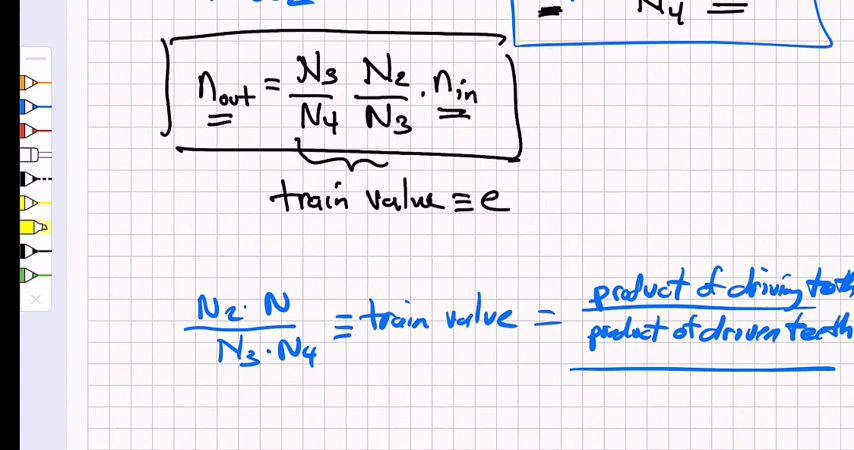 N4
n_out = N3/N4 N2/N3 · n_in
train value ≡ e
N2 · N / N3 · N4 ≡ train value = product of driving teeth / product of driven teeth